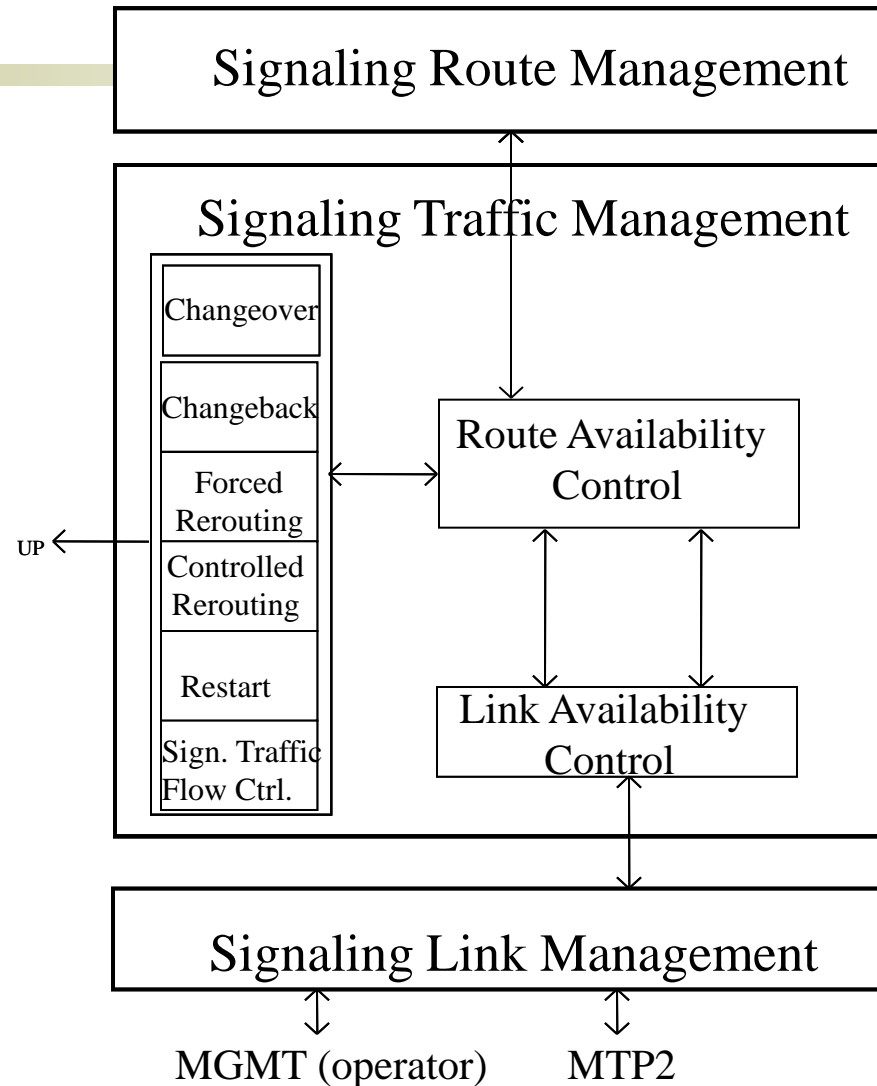 Signaling Route Management
Signaling Traffic Management
Changeover
Changeback
Forced
Rerouting
Controlled
Rerouting
Restart
Sign. Traffic
Flow Ctrl.
UP
Route Availability
Control
Link Availability
Control
Signaling Link Management
MGMT (operator)
MTP2